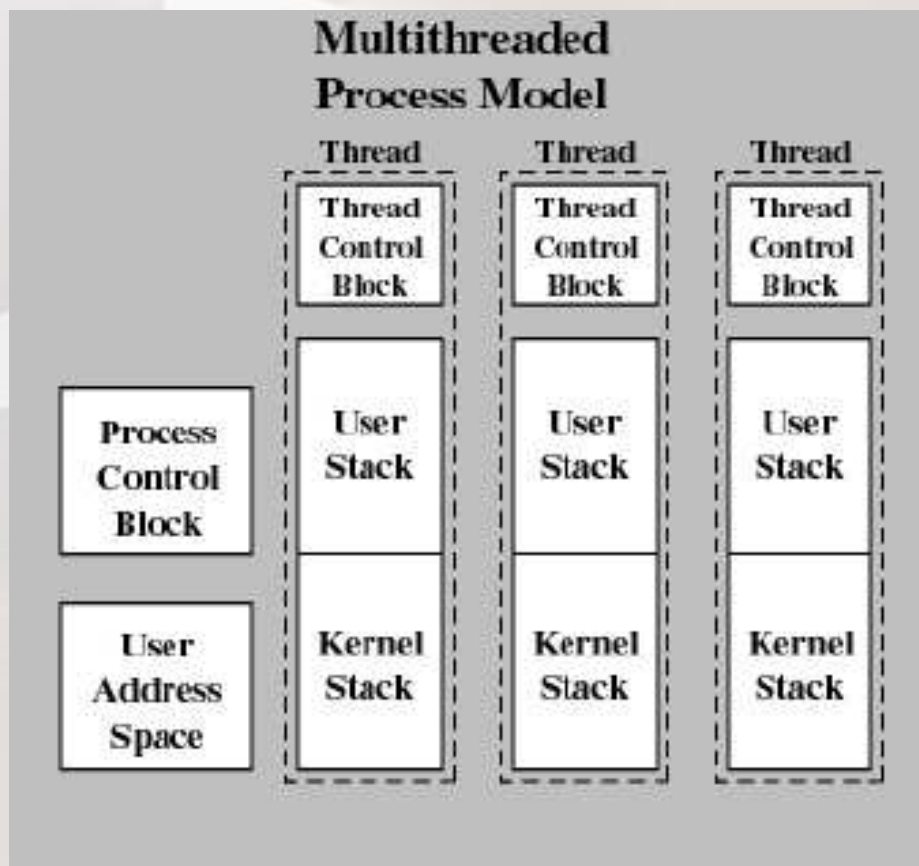 Multithreaded
Process Model
Thread
Thread
Control
Block
User
Stack
Kernel
Stack
Thread
Thread
Control
Block
User
Stack
Kernel
Stack
Thread
Thread
Control
Block
User
Stack
Kernel
Stack
Process
Control
Block
User
Address
Space